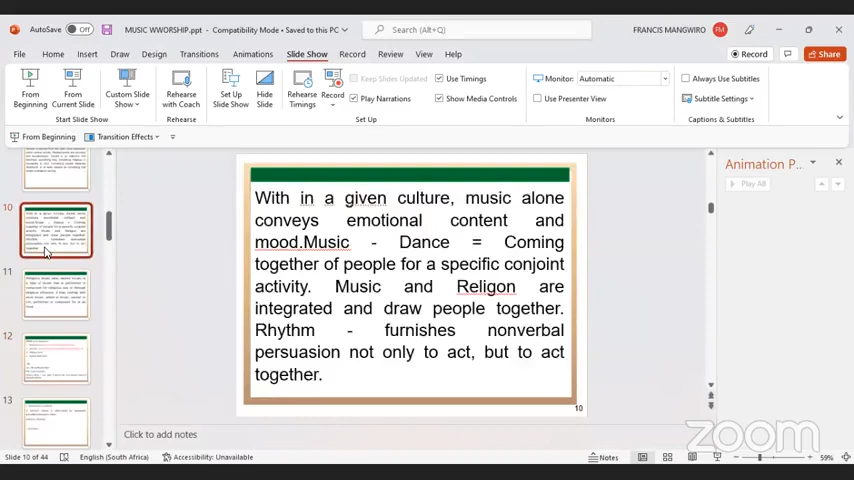 AutoSave Off MUSIC WWORSHIP.ppt - Compatibility Mode • Saved to this PC Search (Alt+Q) FRANCIS MANGWIRO FM
File Home Insert Draw Design Transitions Animations Slide Show Record Review View Help Record Share
From Beginning
From Current Slide
Custom Slide Show
Rehearse with Coach
Set Up Slide Show
Hide Slide
Rehearse Timings
Record
Keep Slides Updated
Play Narrations
Use Timings
Show Media Controls
Monitor: Automatic
Use Presenter View
Always Use Subtitles
Subtitle Settings
Start Slide Show Rehearse Set Up Monitors Captions & Subtitles
From Beginning Transition Effects
10
11
12
13
With in a given culture, music alone
conveys emotional content and
mood.Music - Dance = Coming
together of people for a specific conjoint
activity. Music and Religon are
integrated and draw people together.
Rhythm - furnishes nonverbal
persuasion not only to act, but to act
together.
10
Animation P...
Play All
Click to add notes
zoom
Slide 10 of 44 English (South Africa) Accessibility: Unavailable Notes 59%